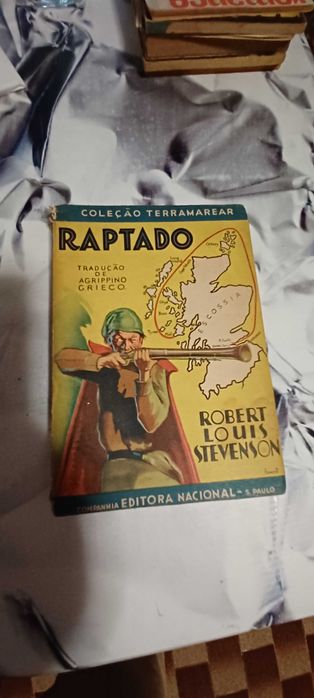 COLEÇÃO TERRAMAREAR
RAPTADO
TRADUÇÃO
DE
AGRIPPINO
GRIECO
ESCOSSIA
ROBERT
LOUIS
STEVENSON
COMPANHIA EDITORA NACIONAL - S. PAULO